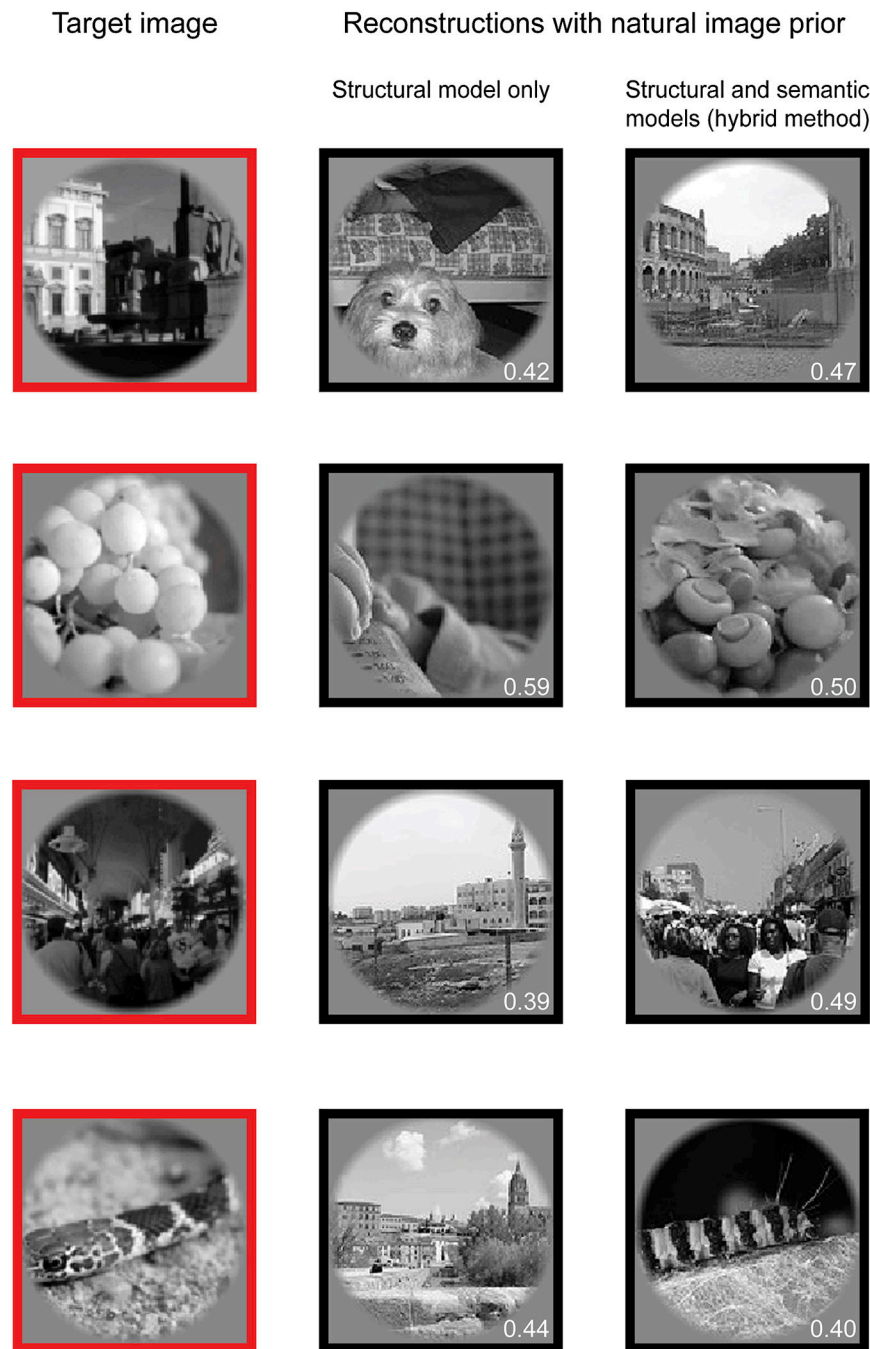 Target image
Reconstructions with natural image prior
Structural model only
Structural and semantic
models (hybrid method)
0.42
0.47
0.59
0.50
0.39
0.49
0.44
0.40